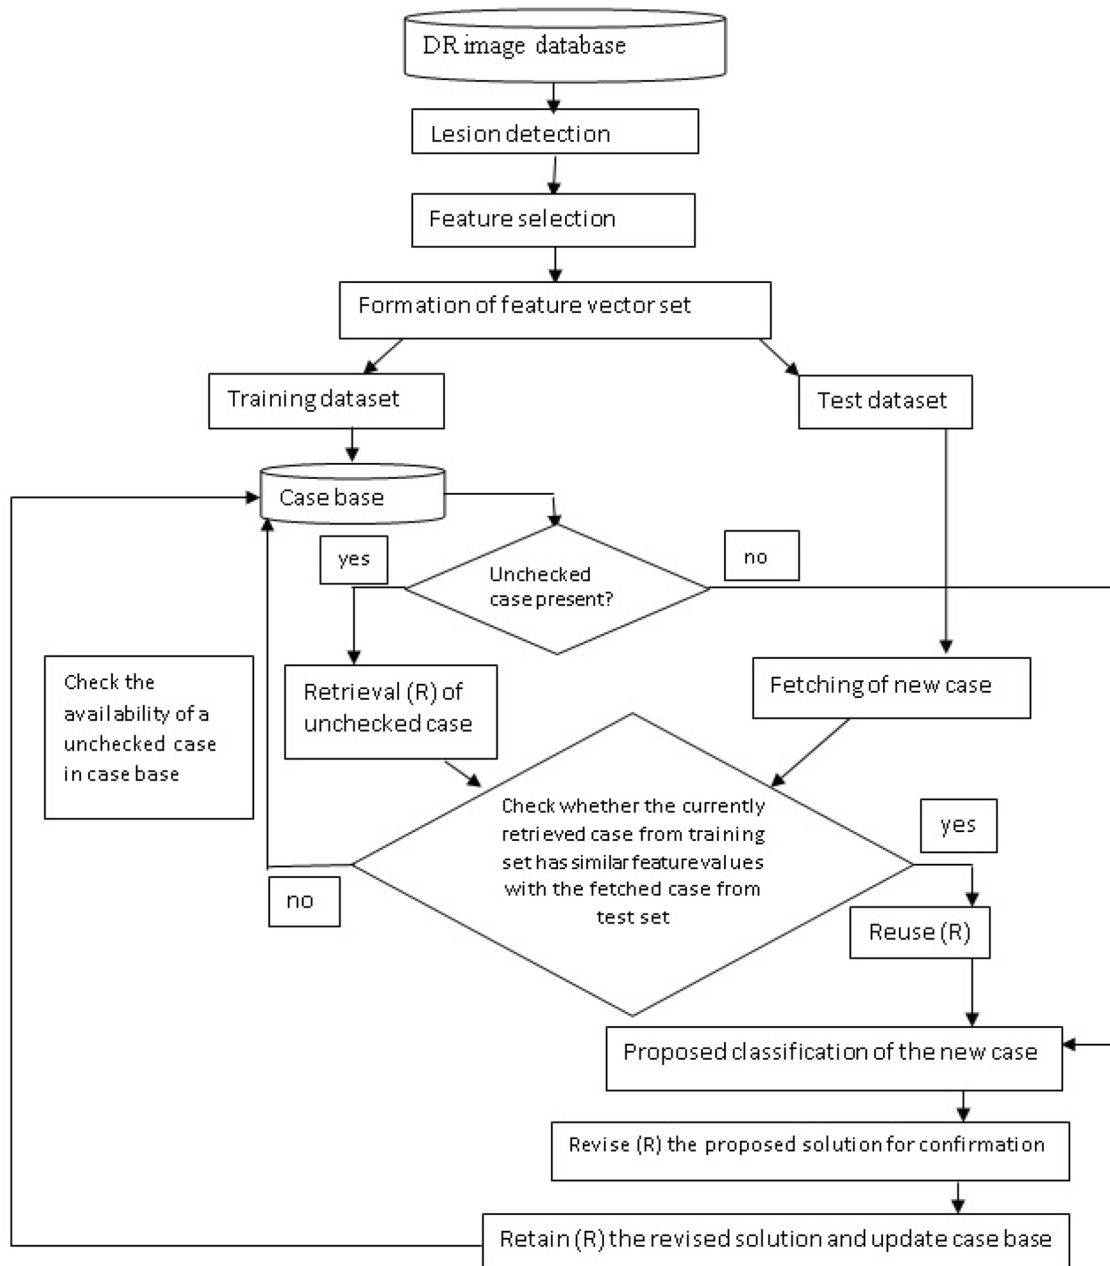 DR image database
Lesion detection
Feature selection
Formation of feature vector set
Training dataset
Test dataset
Case base
yes
no
Unchecked
case present?
Check the
availability of a
unchecked case
in case base
Retrieval (R) of
unchecked case
Fetching of new case
Check whether the currently
retrieved case from training
set has similar feature values
with the fetched case from
test set
yes
no
Reuse (R)
Proposed classification of the new case
Revise (R) the proposed solution for confirmation
Retain (R) the revised solution and update case base